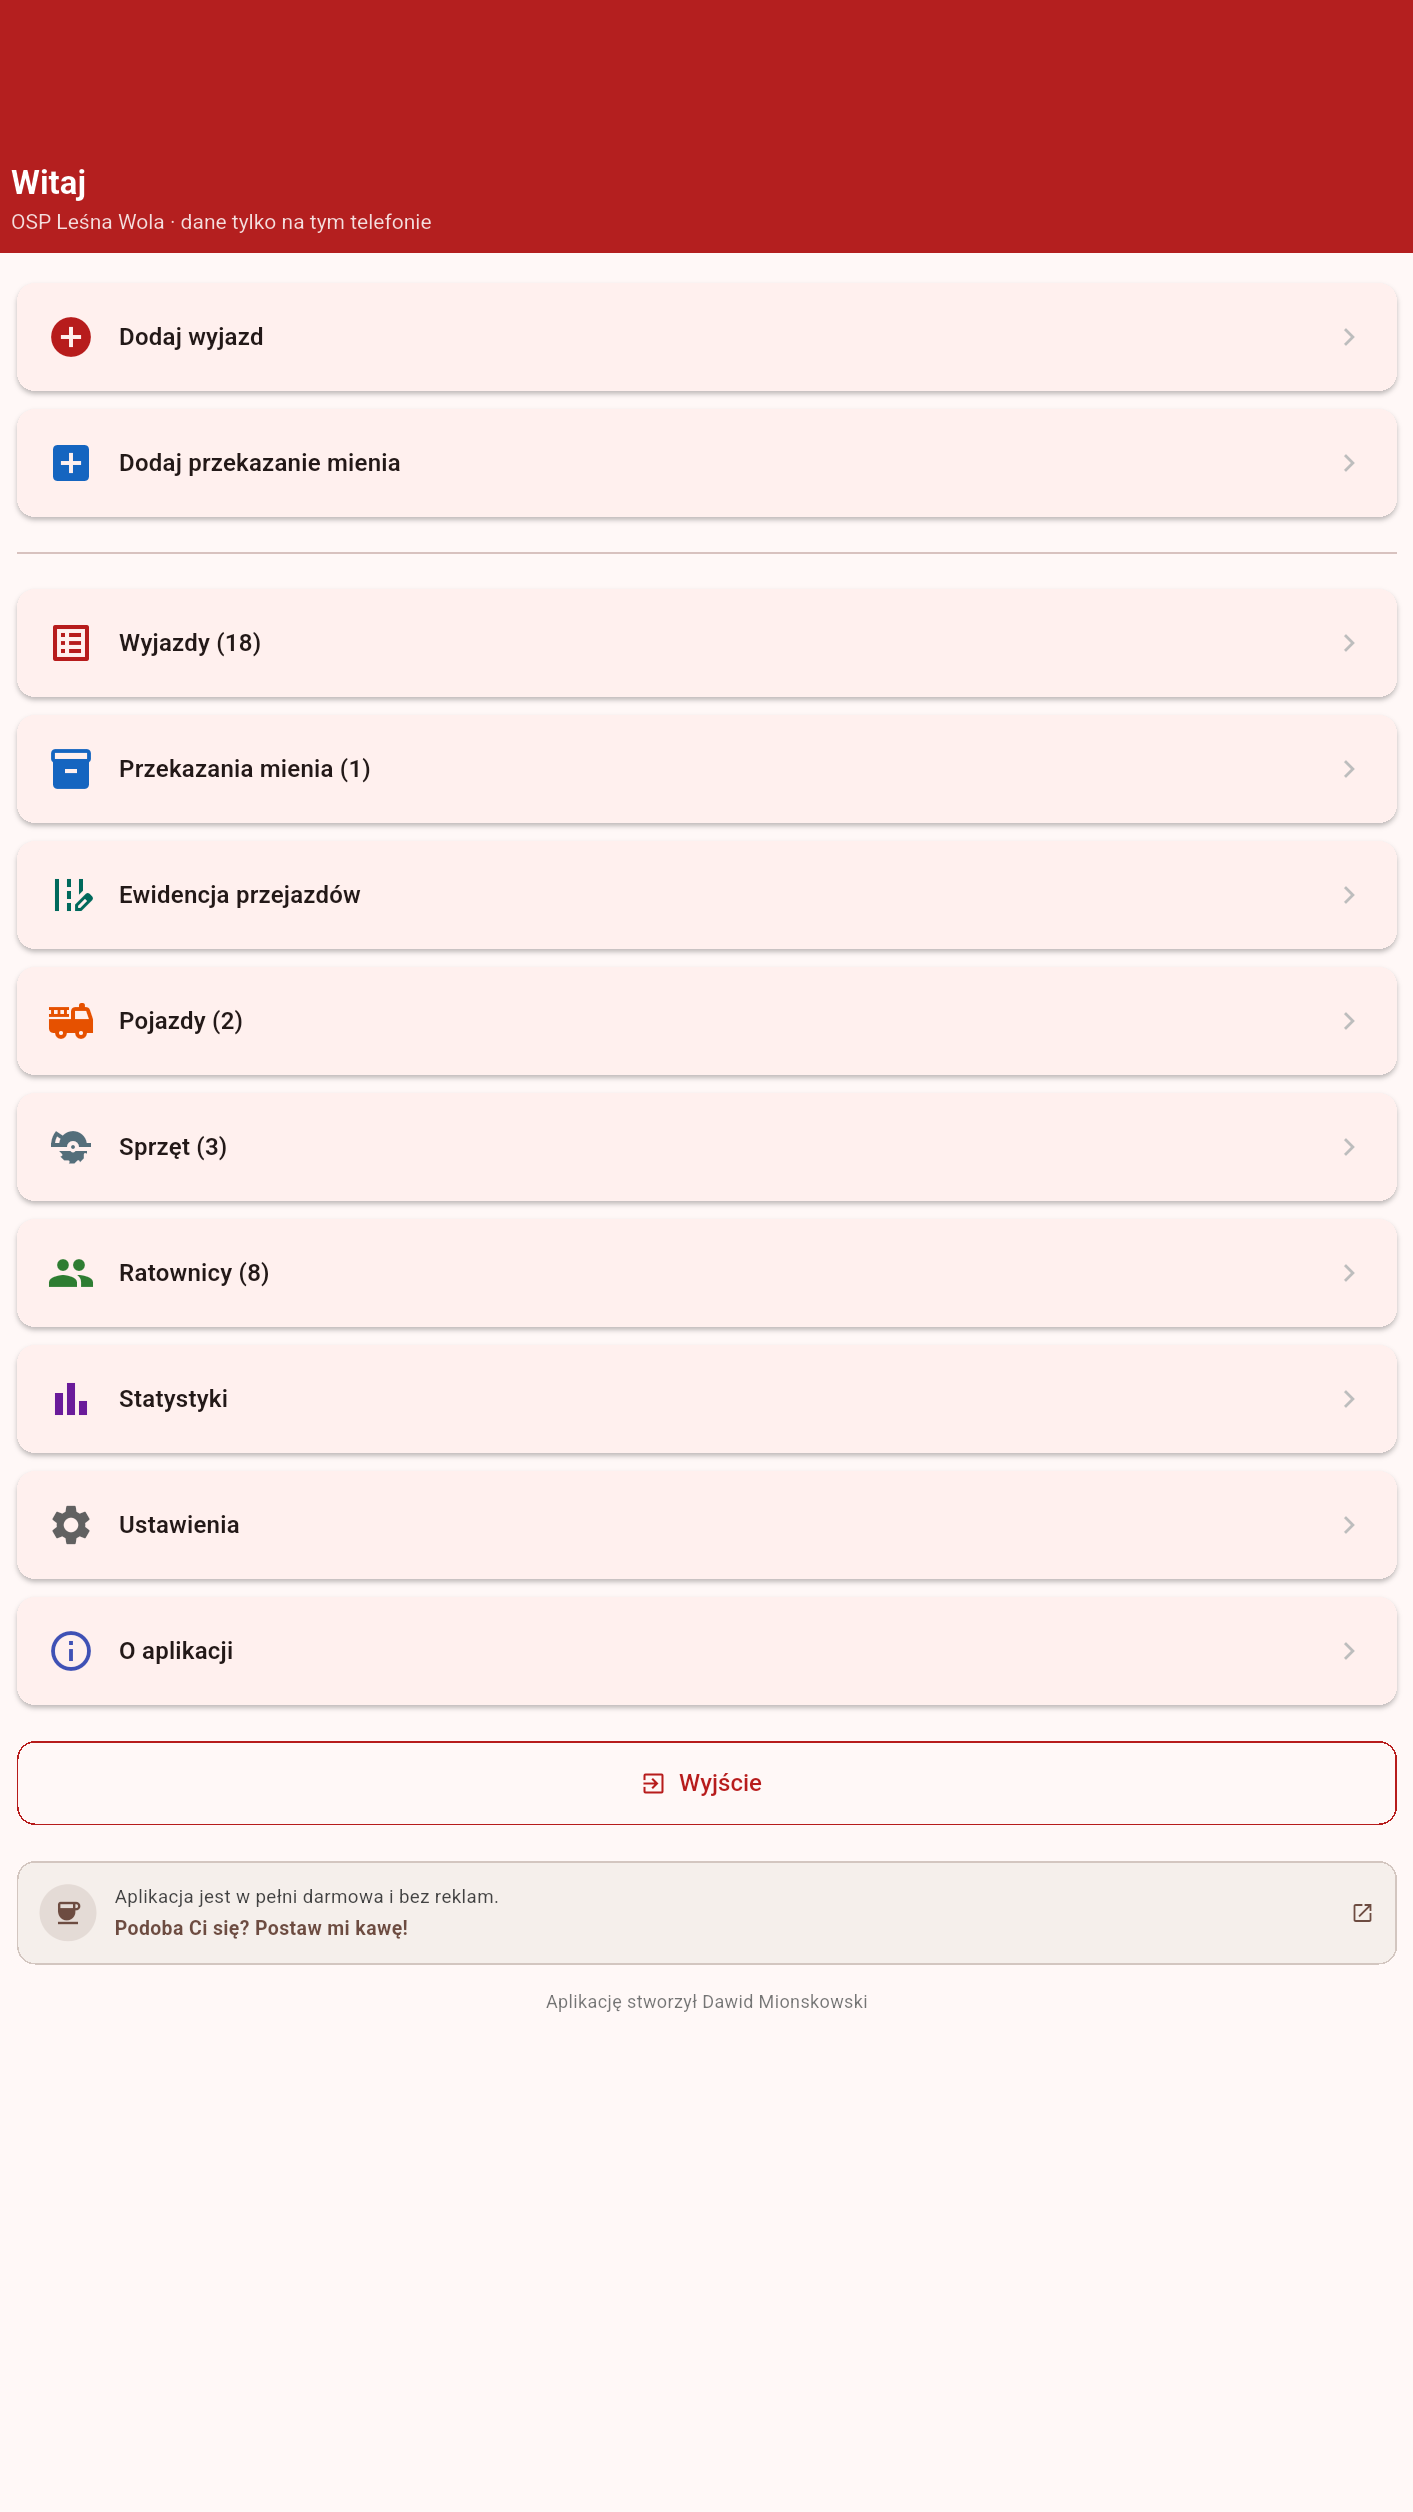 Witaj
OSP Leśna Wola · dane tylko na tym telefonie
Dodaj wyjazd
Dodaj przekazanie mienia
Wyjazdy (18)
Przekazania mienia (1)
Ewidencja przejazdów
Pojazdy (2)
Sprzęt (3)
Ratownicy (8)
Statystyki
Ustawienia
O aplikacji
Wyjście
Aplikacja jest w pełni darmowa i bez reklam.
Podoba Ci się? Postaw mi kawę!
Aplikację stworzył Dawid Mionskowski